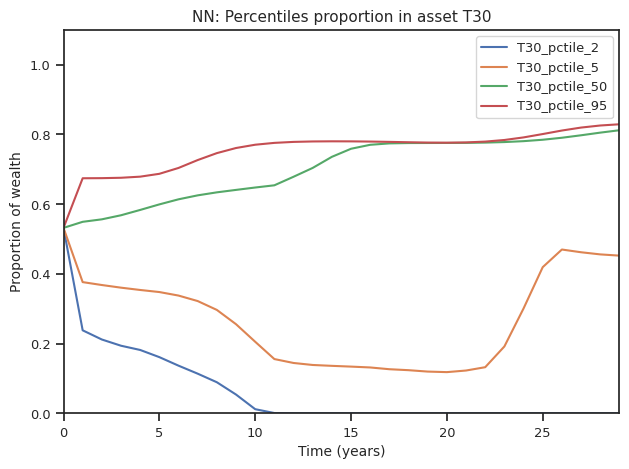 NN: Percentiles proportion in asset T30
T30_pctile_2
T30_pctile_5
T30_pctile_50
T30_pctile_95
Proportion of wealth
1.0
0.8
0.6
0.4
0.2
0.0
0 5 10 15 20 25
Time (years)